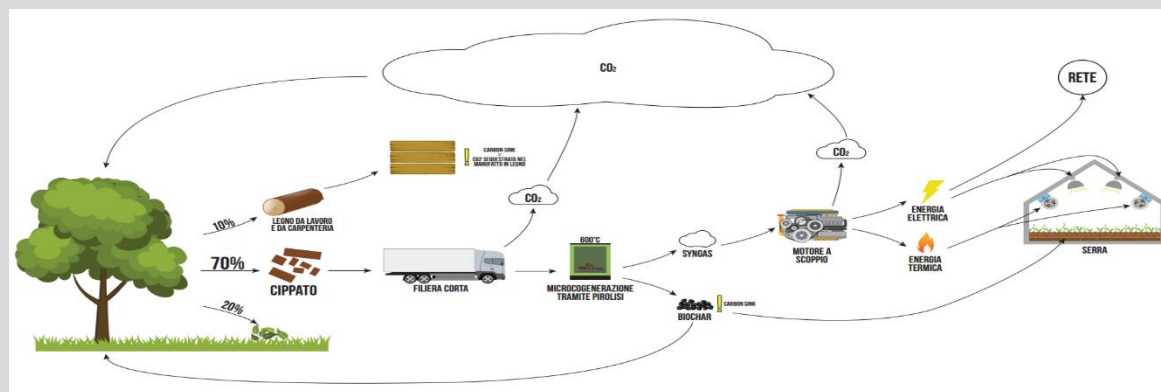 CO₂
RETE
CARBON SINK
=
CO2 SEQUESTRATA NEL
MANUFATTO IN LEGNO
CO₂
CO₂
10%
LEGNO DA LAVORO
E DA CARPENTERIA
ENERGIA
ELETTRICA
600°C
70%
CIPPATO
FILIERA CORTA
MICROCOGENERAZIONE
TRAMITE PIROLISI
SYNGAS
MOTORE A
SCOPPIO
ENERGIA
TERMICA
SERRA
20%
BIOCHAR
CARBON SINK